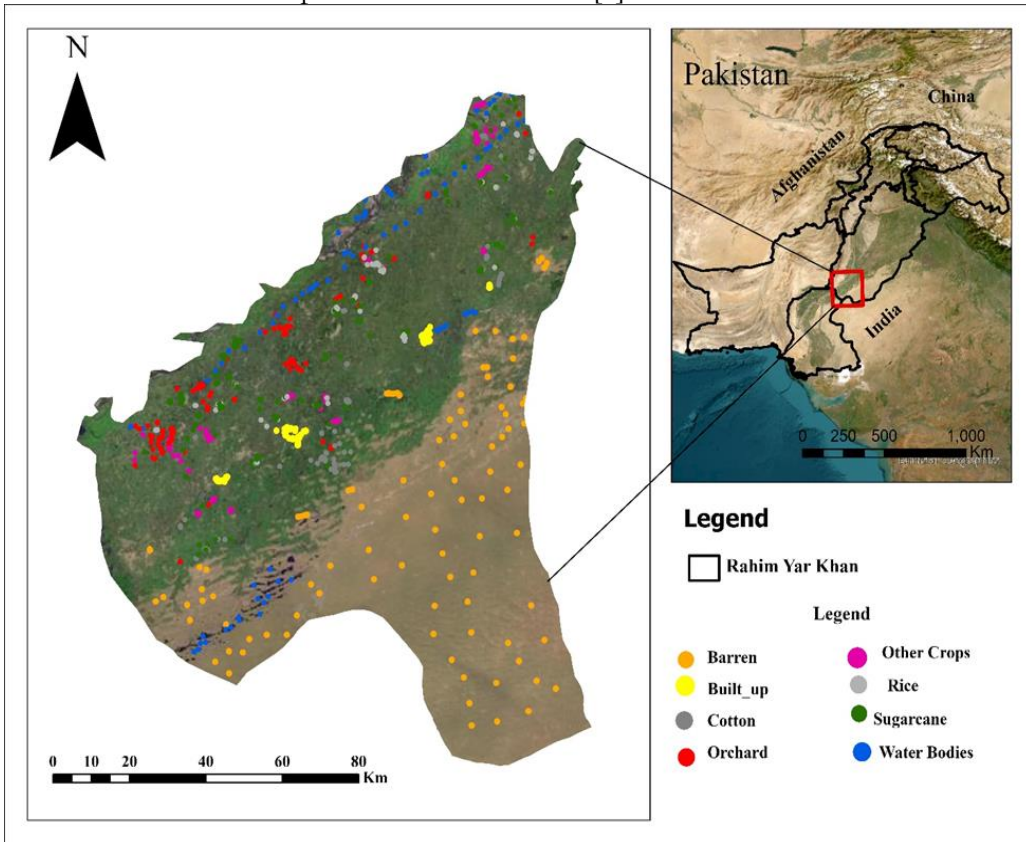 [.]
N
Pakistan
China
Afghanistan
India
0 250 500 1,000
Km
Legend
Rahim Yar Khan
Legend
Barren
Built_up
Cotton
Orchard
Other Crops
Rice
Sugarcane
Water Bodies
0 10 20 40 60 80
Km